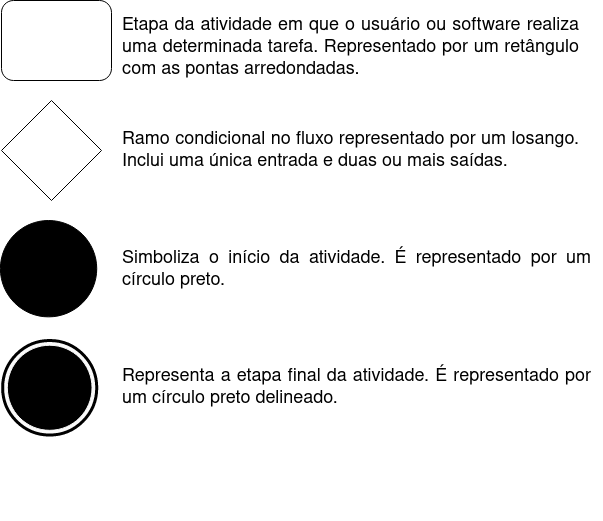 Etapa da atividade em que o usuário ou software realiza
uma determinada tarefa. Representado por um retângulo
com as pontas arredondadas.
Ramo condicional no fluxo representado por um losango.
Inclui uma única entrada e duas ou mais saídas.
Simboliza o início da atividade. É representado por um
círculo preto.
Representa a etapa final da atividade. É representado por
um círculo preto delineado.